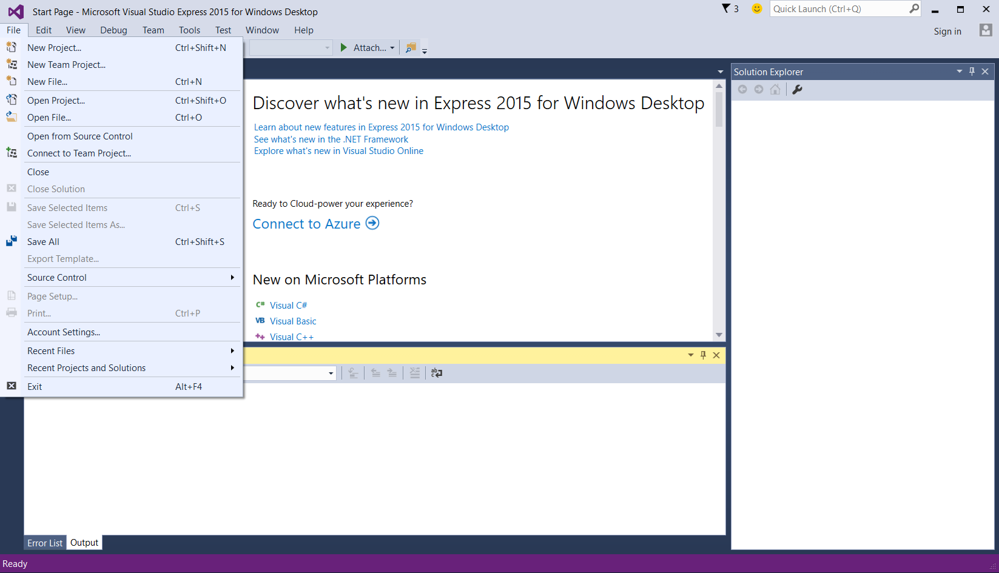 Start Page - Microsoft Visual Studio Express 2015 for Windows Desktop
3
Quick Launch (Ctrl+Q)
File Edit View Debug Team Tools Test Window Help
Sign in
New Project... Ctrl+Shift+N
New Team Project...
New File... Ctrl+N
Open Project... Ctrl+Shift+O
Open File... Ctrl+O
Open from Source Control
Connect to Team Project...
Close
Close Solution
Save Selected Items Ctrl+S
Save Selected Items As...
Save All Ctrl+Shift+S
Export Template...
Source Control
Page Setup...
Print... Ctrl+P
Account Settings...
Recent Files
Recent Projects and Solutions
Exit Alt+F4
Attach...
Discover what's new in Express 2015 for Windows Desktop
Learn about new features in Express 2015 for Windows Desktop
See what's new in the .NET Framework
Explore what's new in Visual Studio Online
Ready to Cloud-power your experience?
Connect to Azure
New on Microsoft Platforms
C# Visual C#
VB Visual Basic
++ Visual C++
ab
c
Solution Explorer
Error List Output
Ready